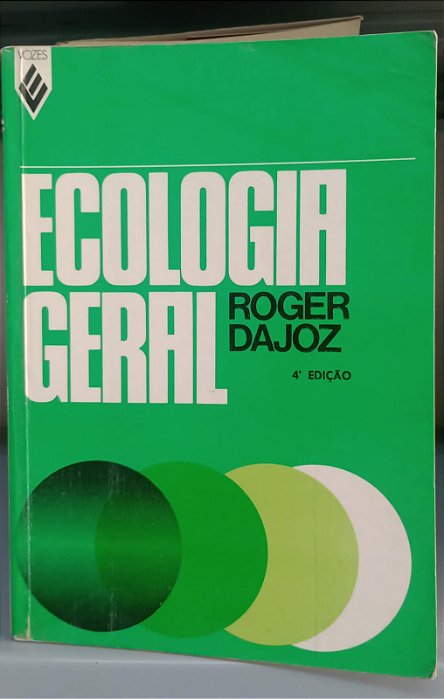 VOZES
ECOLOGIA
GERAL
ROGER
DAJOZ
4ª EDIÇÃO